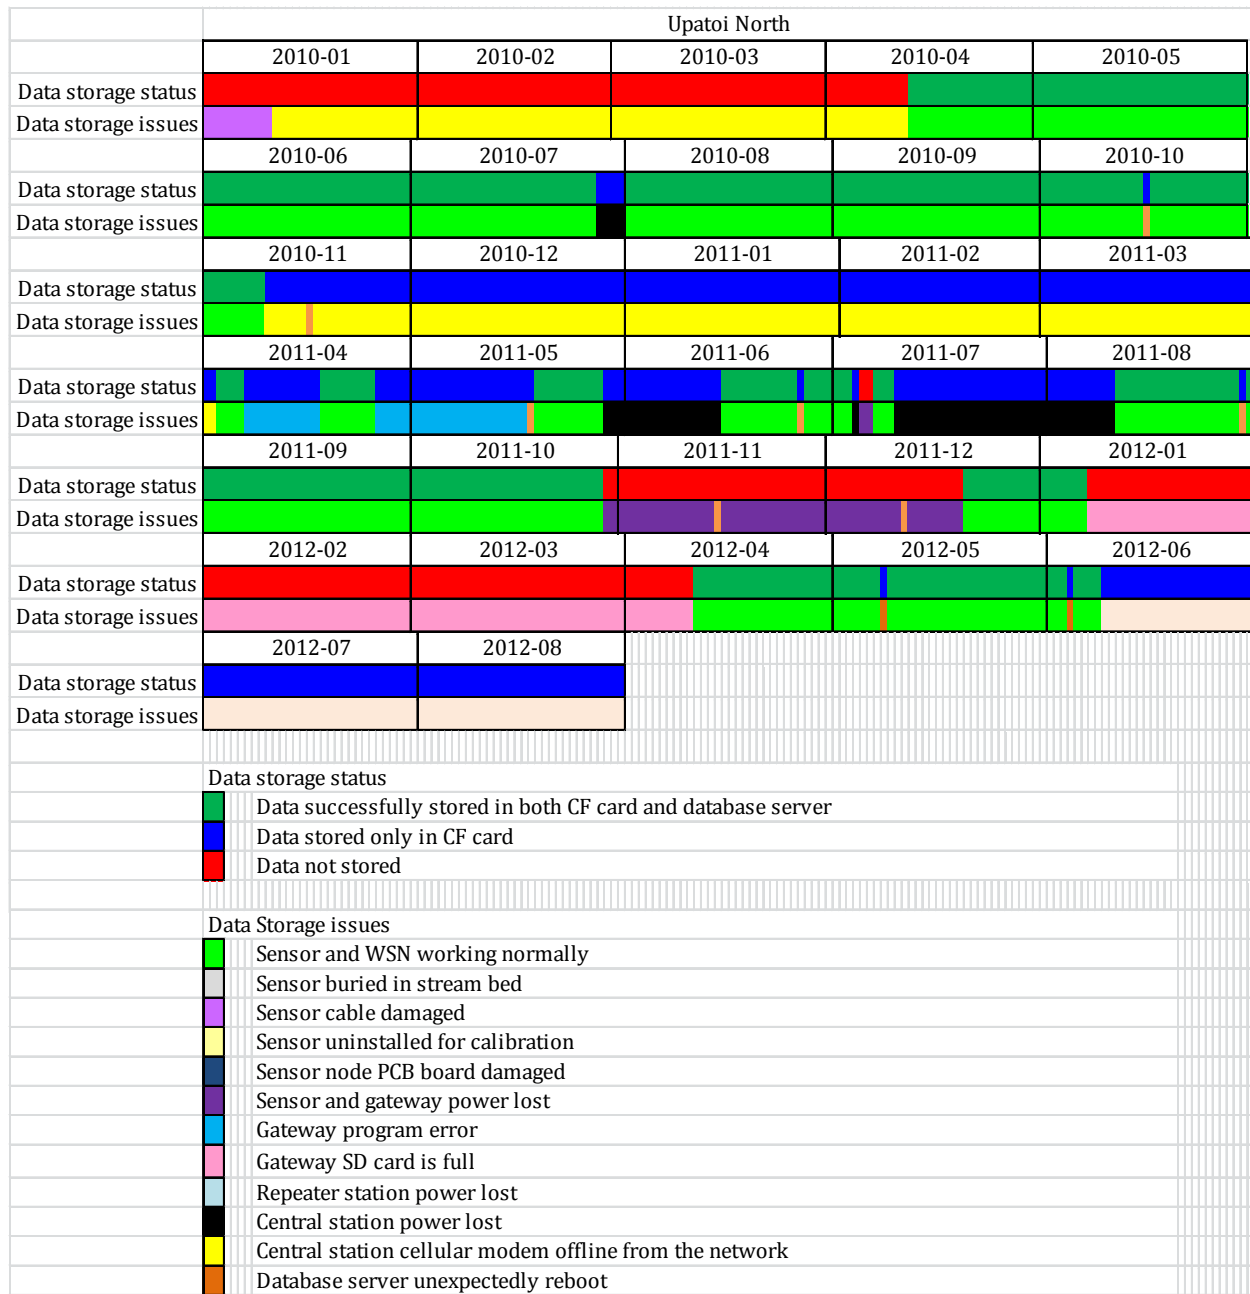 Upatoi North
2010-01 2010-02 2010-03 2010-04 2010-05
Data storage status
Data storage issues
2010-06 2010-07 2010-08 2010-09 2010-10
Data storage status
Data storage issues
2010-11 2010-12 2011-01 2011-02 2011-03
Data storage status
Data storage issues
2011-04 2011-05 2011-06 2011-07 2011-08
Data storage status
Data storage issues
2011-09 2011-10 2011-11 2011-12 2012-01
Data storage status
Data storage issues
2012-02 2012-03 2012-04 2012-05 2012-06
Data storage status
Data storage issues
2012-07 2012-08
Data storage status
Data storage issues
Data storage status
Data successfully stored in both CF card and database server
Data stored only in CF card
Data not stored
Data Storage issues
Sensor and WSN working normally
Sensor buried in stream bed
Sensor cable damaged
Sensor uninstalled for calibration
Sensor node PCB board damaged
Sensor and gateway power lost
Gateway program error
Gateway SD card is full
Repeater station power lost
Central station power lost
Central station cellular modem offline from the network
Database server unexpectedly reboot